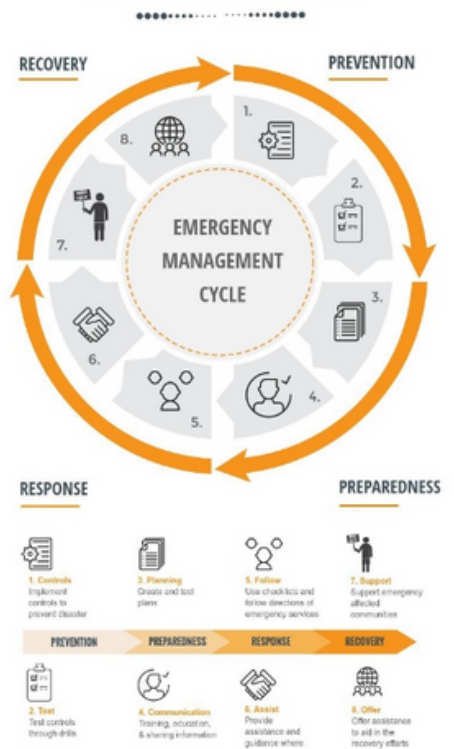 RECOVERY
PREVENTION
1.
2.
3.
4.
5.
6.
7.
8.
EMERGENCY
MANAGEMENT
CYCLE
RESPONSE
PREPAREDNESS
1. Controls
Implement
controls to
prevent disaster
3. Planning
Create and test
plans
5. Follow
Use checklists and
follow directions of
emergency services
7. Support
Support emergency
affected
communities
PREVENTION
PREPAREDNESS
RESPONSE
RECOVERY
2. Test
Test controls
through drills
4. Communication
Training, education,
& sharing information
6. Assist
Provide
assistance and
guidance where
8. Offer
Offer assistance
to aid in the
recovery efforts